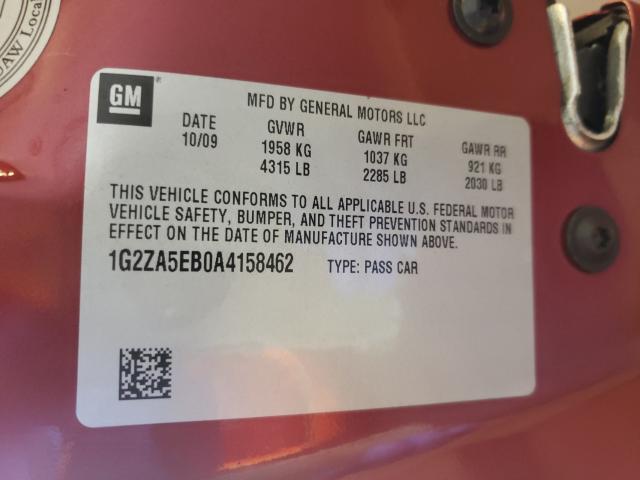 UAW Local
GM
MFD BY GENERAL MOTORS LLC
DATE GVWR GAWR FRT GAWR RR
10/09 1958 KG 1037 KG 921 KG
4315 LB 2285 LB 2030 LB
THIS VEHICLE CONFORMS TO ALL APPLICABLE U.S. FEDERAL MOTOR
VEHICLE SAFETY, BUMPER, AND THEFT PREVENTION STANDARDS IN
EFFECT ON THE DATE OF MANUFACTURE SHOWN ABOVE.
1G2ZA5EB0A4158462 TYPE: PASS CAR